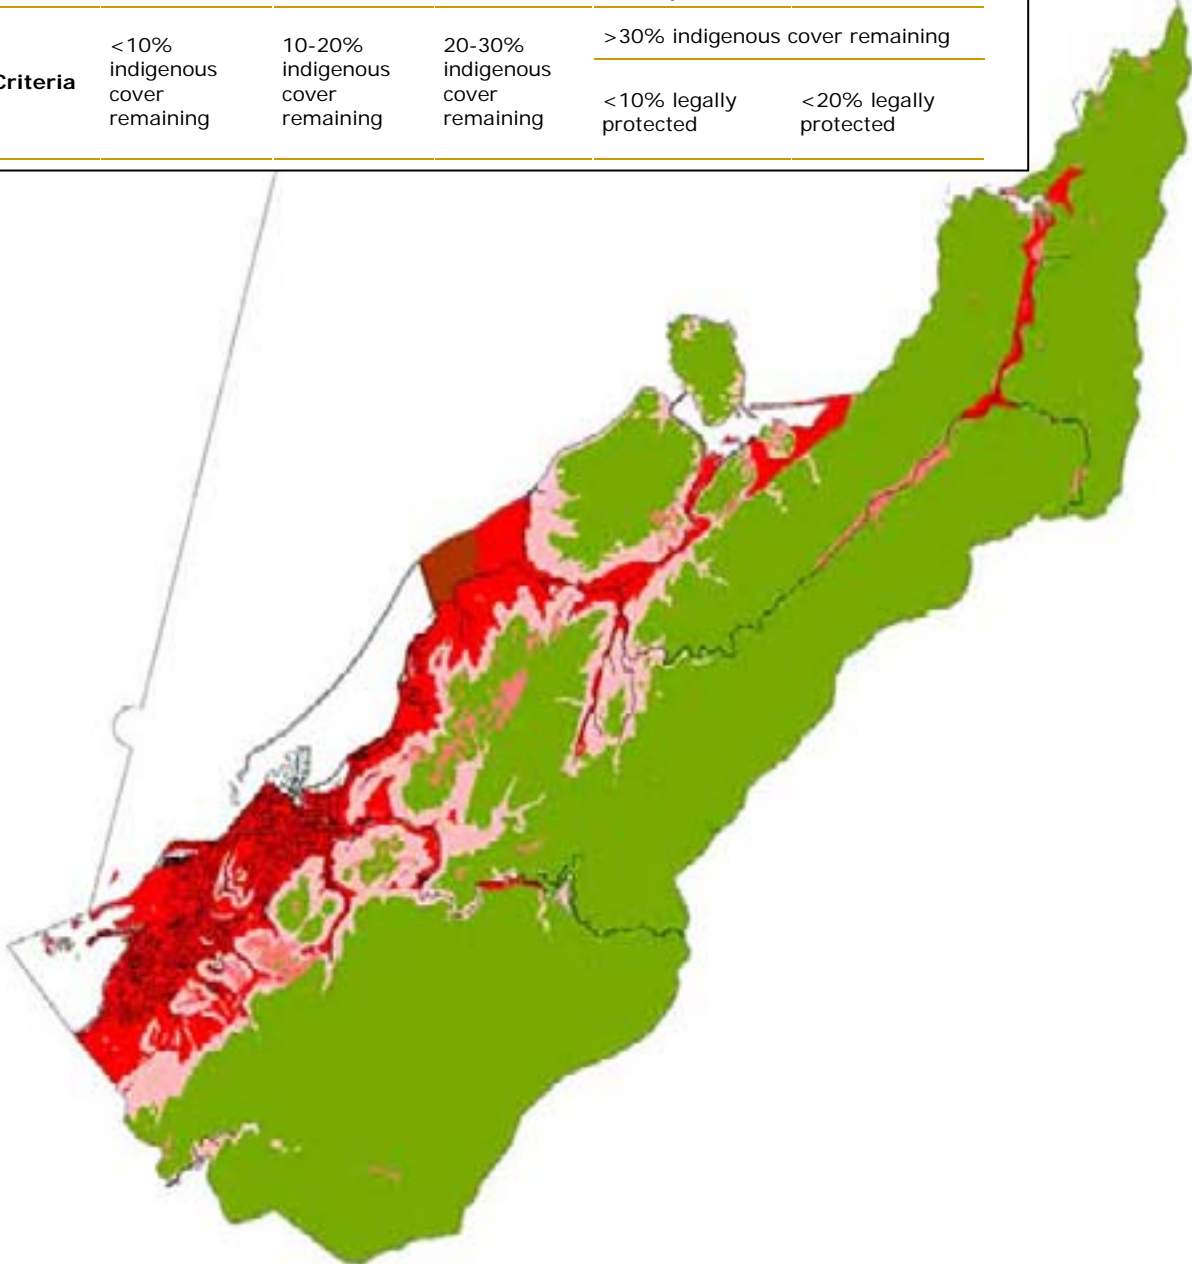 >30% indigenous cover remaining
Criteria
<10%
indigenous
cover
remaining
10-20%
indigenous
cover
remaining
20-30%
indigenous
cover
remaining
<10% legally
protected
<20% legally
protected